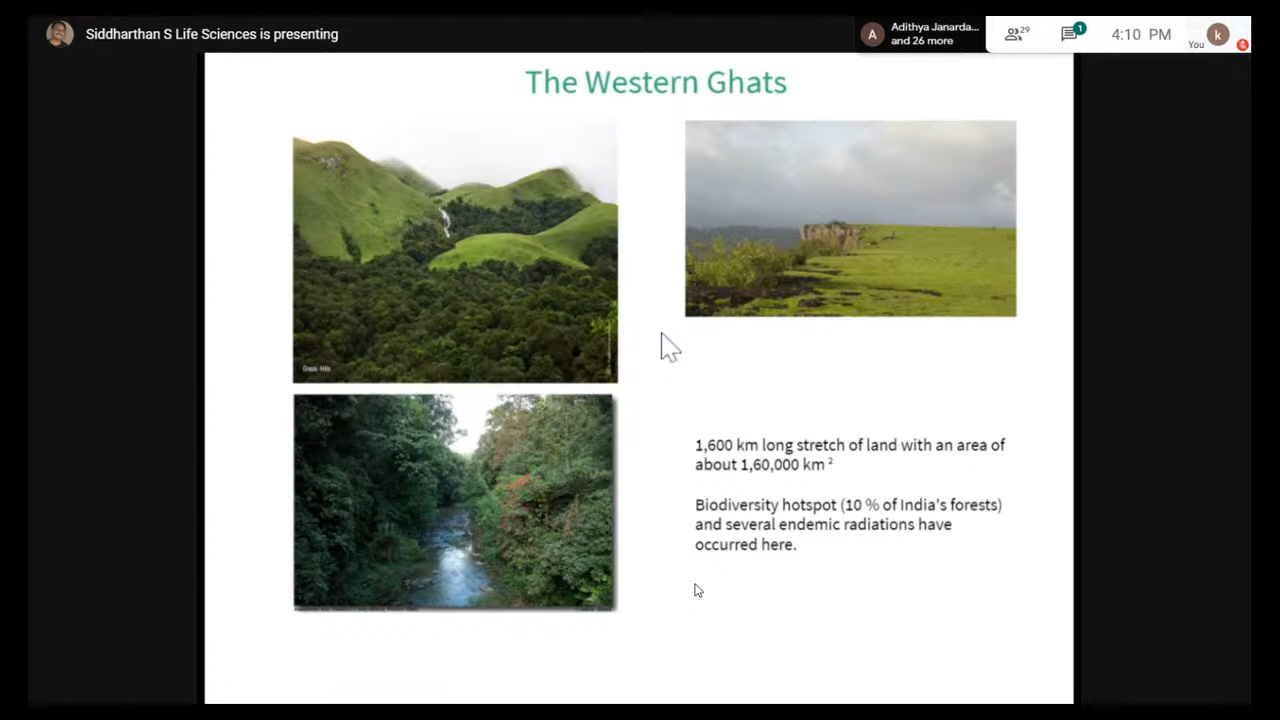 Siddharthan S Life Sciences is presenting
A
Adithya Janarda...
and 26 more
29
1
4:10 PM
You
k
The Western Ghats
Grass Hills
1,600 km long stretch of land with an area of
about 1,60,000 km ²
Biodiversity hotspot (10 % of India's forests)
and several endemic radiations have
occurred here.